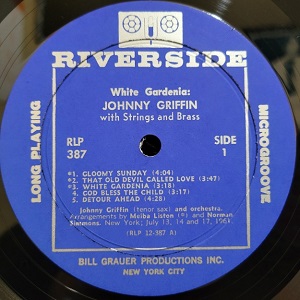 RIVERSIDE
White Gardenia:
JOHNNY GRIFFIN
with Strings and Brass
RLP
387
SIDE
1
LONG PLAYING
MICROGROOVE
*1. GLOOMY SUNDAY (4:04)
*2. THAT OLD DEVIL CALLED LOVE (3:47)
*3. WHITE GARDENIA (3:18)
4. GOD BLESS THE CHILD (3:17)
5. DETOUR AHEAD (4:28)
Johnny Griffin (tenor sax) and orchestra.
Arrangements by Melba Liston (*) and Norman
Simmons. New York; July 13, 14 and 17, 1961.
(RLP 12-387 A)
BILL GRAUER PRODUCTIONS INC.
NEW YORK CITY